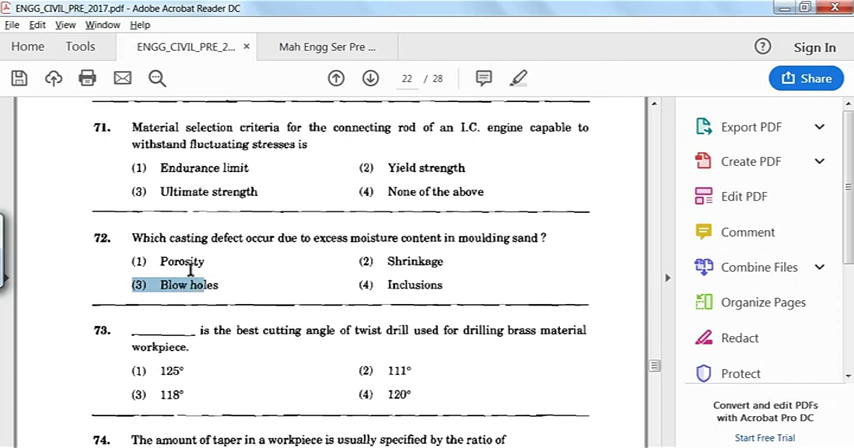 ENGG_CIVIL_PRE_2017.pdf - Adobe Acrobat Reader DC
File Edit View Window Help
Home Tools ENGG_CIVIL_PRE_2... × Mah Engg Ser Pre ... ? Sign In
22 / 28 Share
71. Material selection criteria for the connecting rod of an I.C. engine capable to
withstand fluctuating stresses is
(1) Endurance limit (2) Yield strength
(3) Ultimate strength (4) None of the above
72. Which casting defect occur due to excess moisture content in moulding sand ?
(1) Porosity (2) Shrinkage
(3) Blow holes (4) Inclusions
73. ________ is the best cutting angle of twist drill used for drilling brass material
workpiece.
(1) 125° (2) 111°
(3) 118° (4) 120°
74. The amount of taper in a workpiece is usually specified by the ratio of
Export PDF
Create PDF
Edit PDF
Comment
Combine Files
Organize Pages
Redact
Protect
Convert and edit PDFs
with Acrobat Pro DC
Start Free Trial